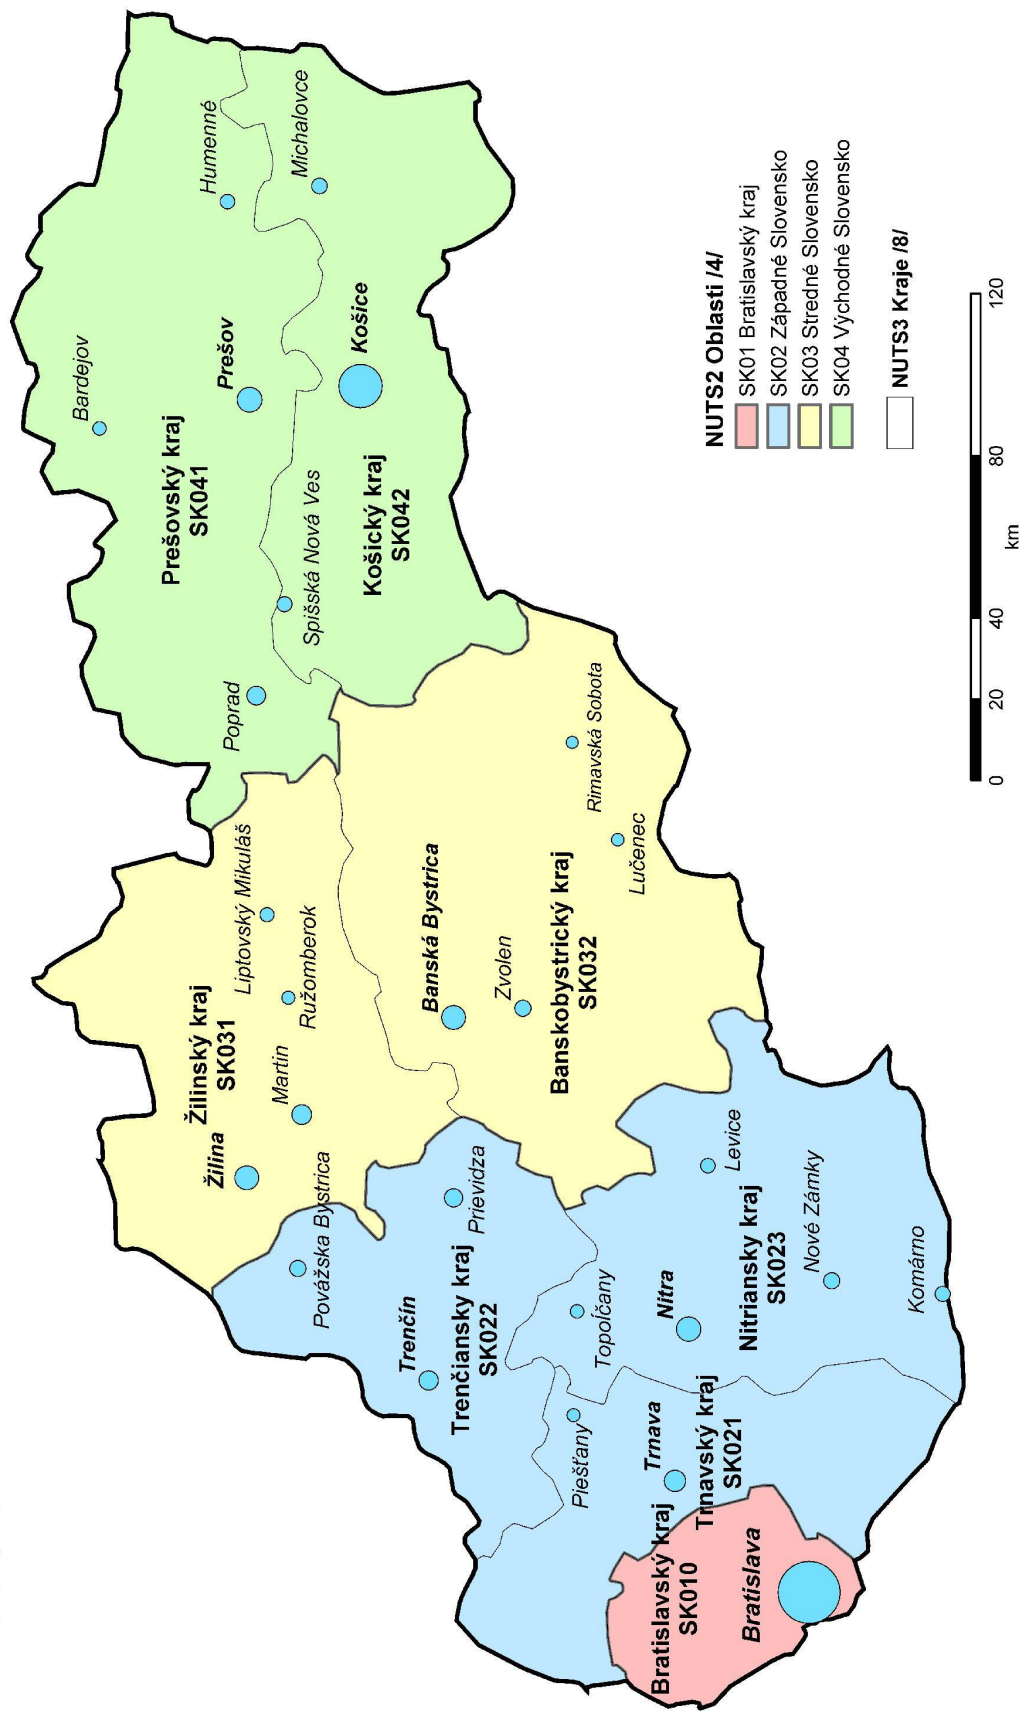 Bardejov
Humenné
Prešovský kraj
SK041
Prešov
Poprad
Michalovce
Spišská Nová Ves
Košice
Košický kraj
SK042
Liptovský Mikuláš
Žilinský kraj
SK031
Žilina
Martin
Ružomberok
Považska Bystrica
Banská Bystrica
Zvolen
Banskobystrický kraj
SK032
Rimavská Sobota
Lučenec
Trenčín
Prievidza
Trenčiansky kraj
SK022
Topoľčany
Piešťany
Nitra
Levice
Nitriansky kraj
SK023
Trnava
Trnavský kraj
SK021
Bratislavský kraj
SK010
Bratislava
Nové Zámky
Komárno
NUTS2 Oblasti /4/
SK01 Bratislavský kraj
SK02 Západné Slovensko
SK03 Stredné Slovensko
SK04 Východné Slovensko
NUTS3 Kraje /8/
0 20 40 80 120
km